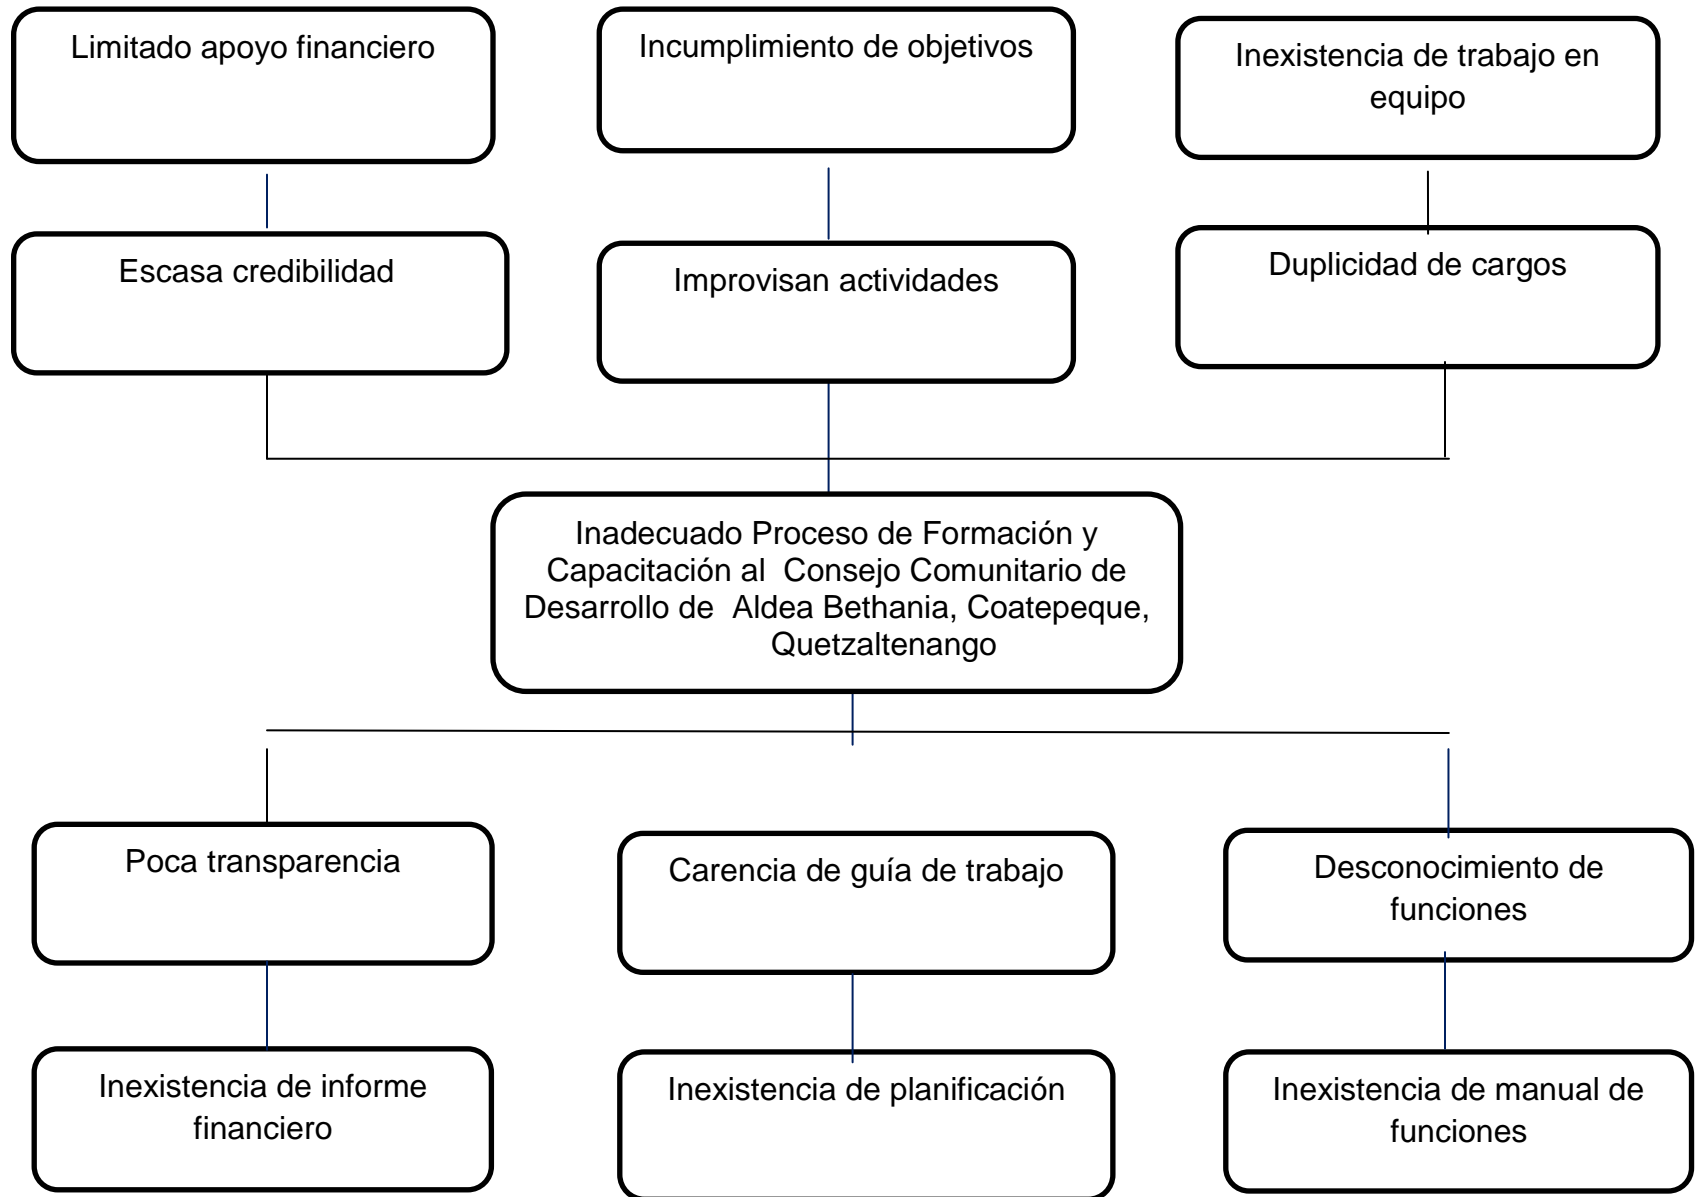 Limitado apoyo financiero
Incumplimiento de objetivos
Inexistencia de trabajo en
equipo
Escasa credibilidad
Improvisan actividades
Duplicidad de cargos
Inadecuado Proceso de Formación y
Capacitación al Consejo Comunitario de
Desarrollo de Aldea Bethania, Coatepeque,
Quetzaltenango
Poca transparencia
Carencia de guía de trabajo
Desconocimiento de
funciones
Inexistencia de informe
financiero
Inexistencia de planificación
Inexistencia de manual de
funciones